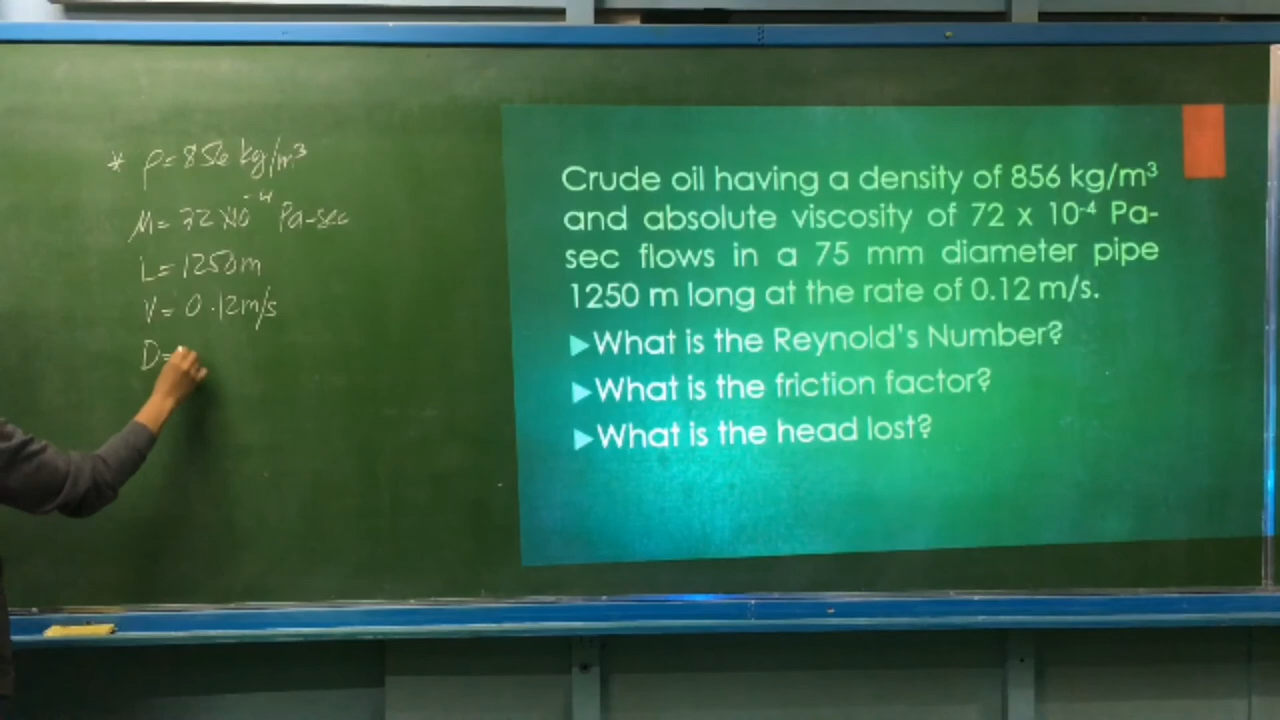 * ρ= 856 kg/m³
μ= 32 x10⁻⁴ Pa-sec
L= 1250m
V= 0.12m/s
D=
Crude oil having a density of 856 kg/m³
and absolute viscosity of 72 x 10⁻⁴ Pa-
sec flows in a 75 mm diameter pipe
1250 m long at the rate of 0.12 m/s.
▶What is the Reynold's Number?
▶What is the friction factor?
▶What is the head lost?